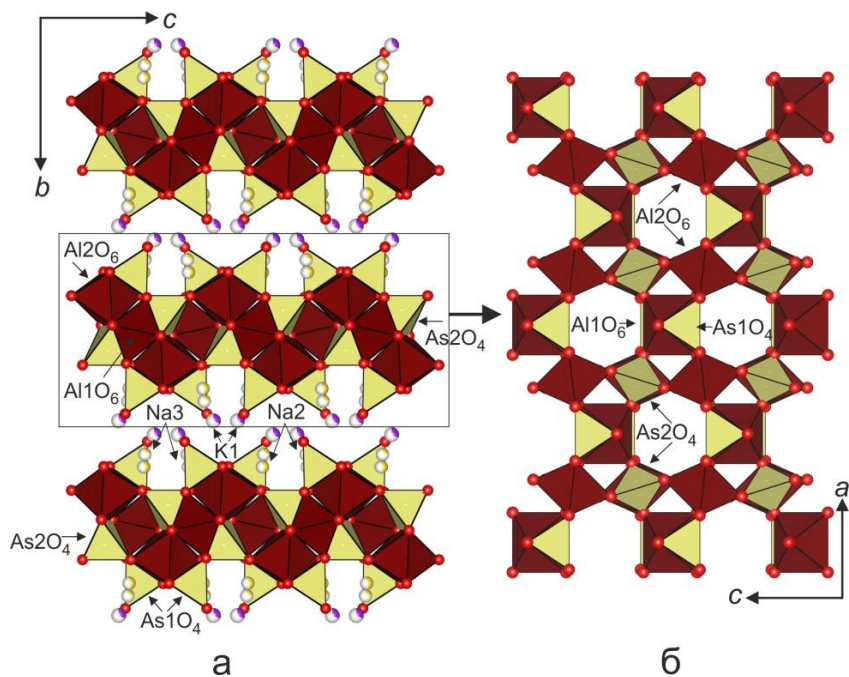 c
b
Al2O₆
As2O₄
Al1O₆
Na3
K1
Na2
As2O₄
As1O₄
а
Al2O₆
Al1O₆
As1O₄
As2O₄
a
c
б